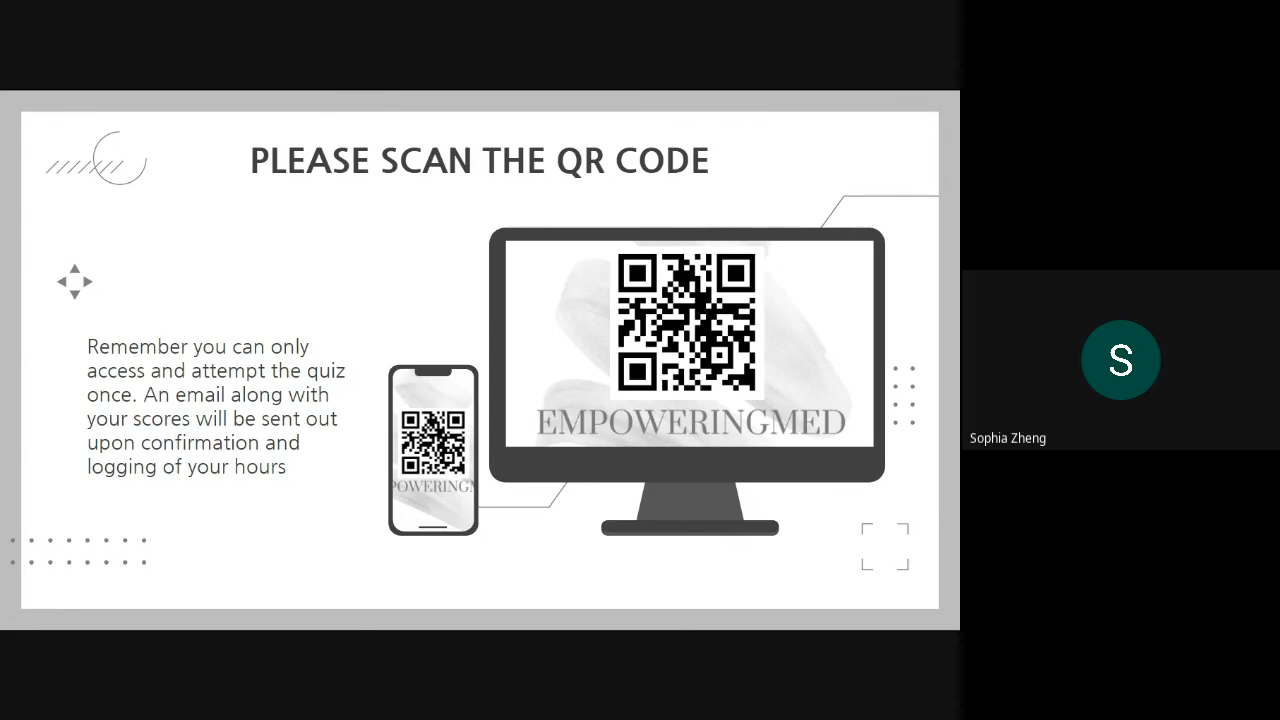 PLEASE SCAN THE QR CODE
Remember you can only
access and attempt the quiz
once. An email along with
your scores will be sent out
upon confirmation and
logging of your hours
EMPOWERINGMED
POWERINGM
S
Sophia Zheng